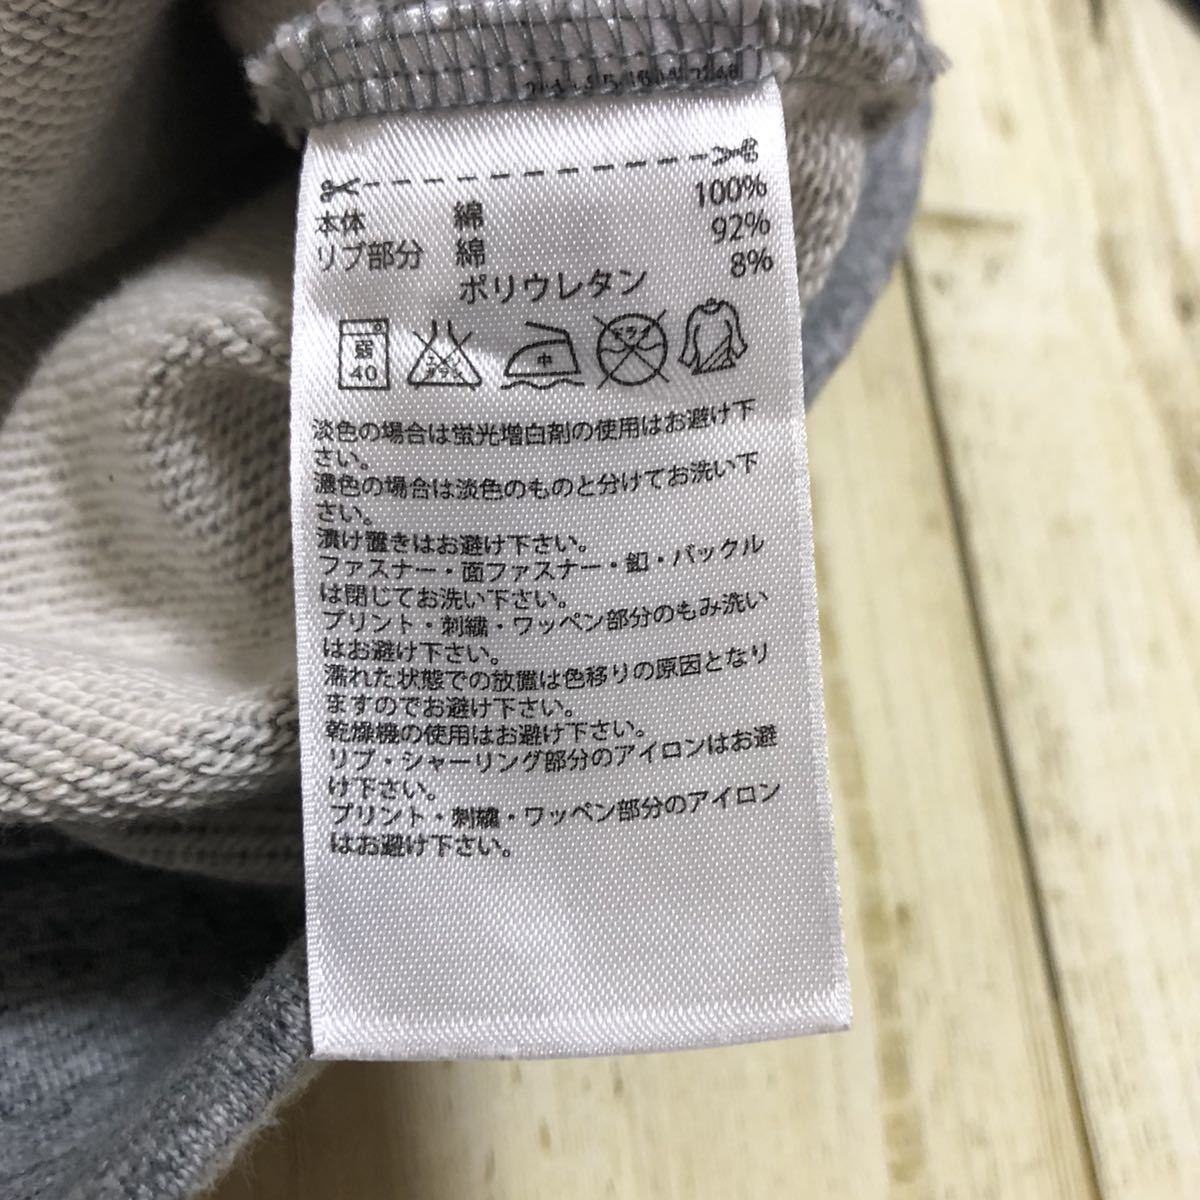 本体 綿 100%
リブ部分 綿 92%
ポリウレタン 8%
弱 40
エンソ サラシ
中
ドライ
淡色の場合は蛍光増白剤の使用はお避け下
さい。
濃色の場合は淡色のものと分けてお洗い下
さい。
漬け置きはお避け下さい。
ファスナー・面ファスナー・釦・バックル
は閉じてお洗い下さい。
プリント・刺繍・ワッペン部分のもみ洗い
はお避け下さい。
濡れた状態での放置は色移りの原因となり
ますのでお避け下さい。
乾燥機の使用はお避け下さい。
リブ・シャーリング部分のアイロンはお避
け下さい。
プリント・刺繍・ワッペン部分のアイロン
はお避け下さい。